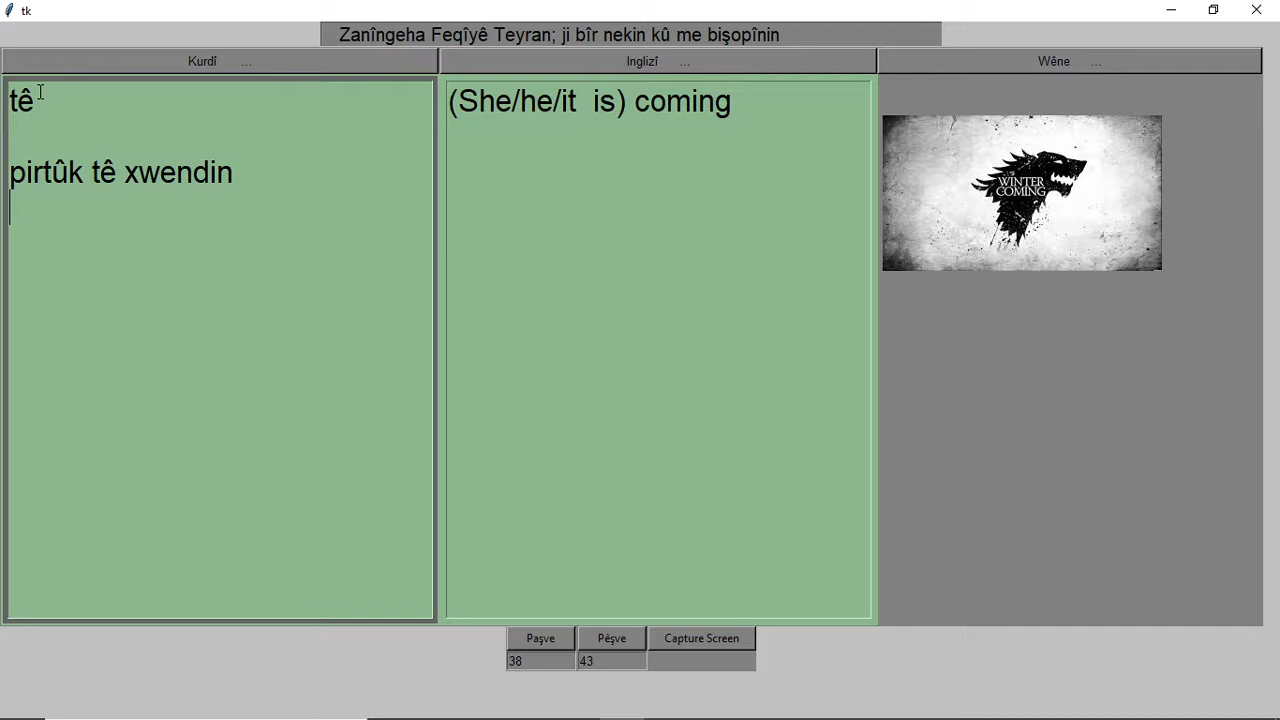 tk
Zanîngeha Feqîyê Teyran; ji bîr nekin kû me bişopînin
Kurdî ...
Inglizî ...
Wêne ...
tê
(She/he/it is) coming
WINTER
COMING
pirtûk tê xwendin
Paşve
Pêşve
Capture Screen
38
43